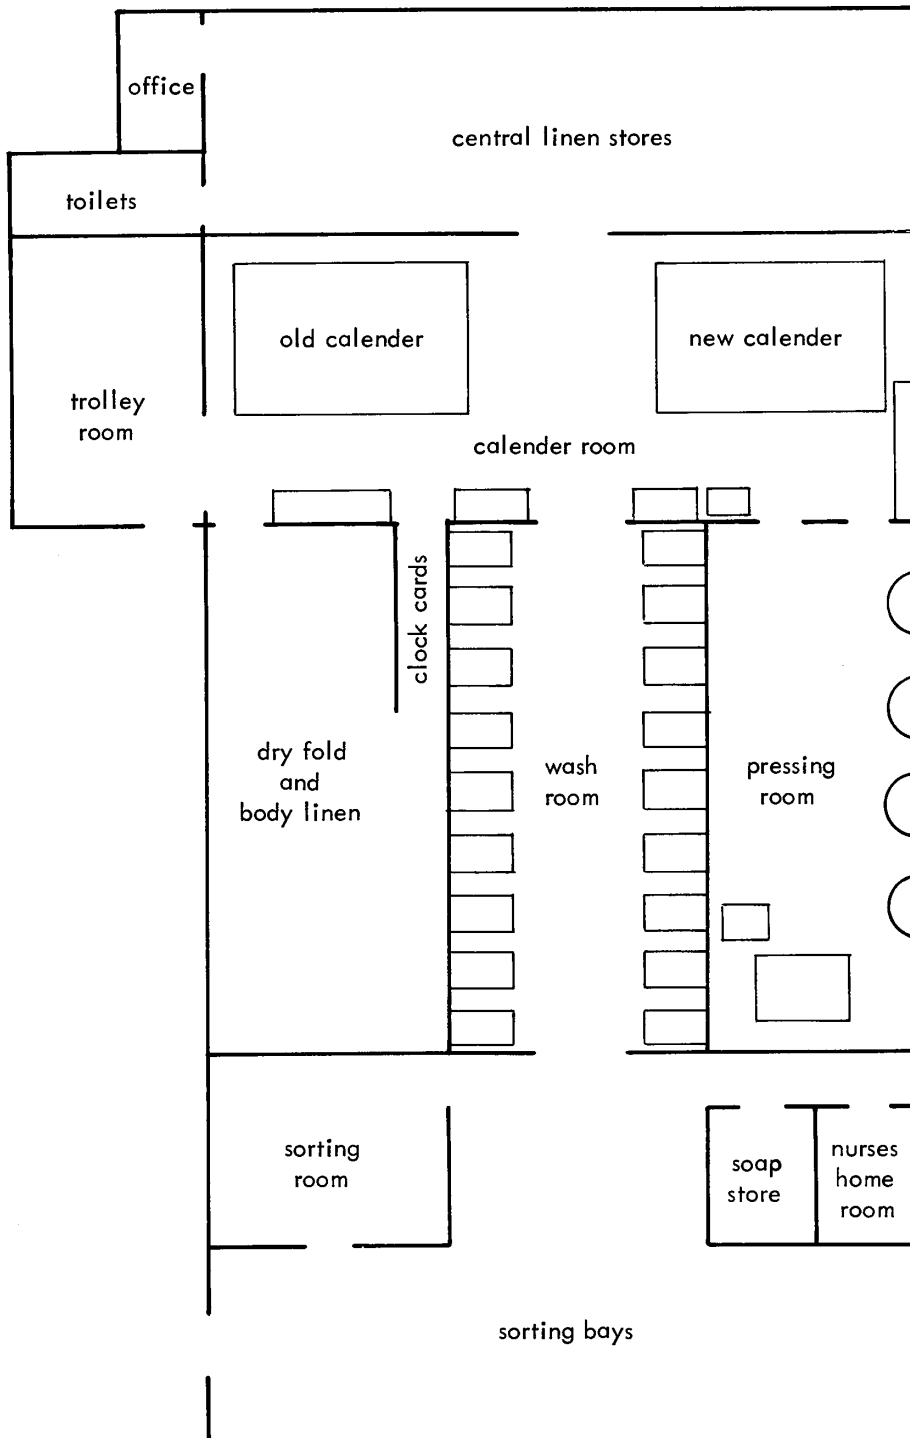 office
central linen stores
toilets
old calender
new calender
trolley
room
calender room
clock cards
dry fold
and
body linen
wash
room
pressing
room
sorting
room
soap
store
nurses
home
room
sorting bays